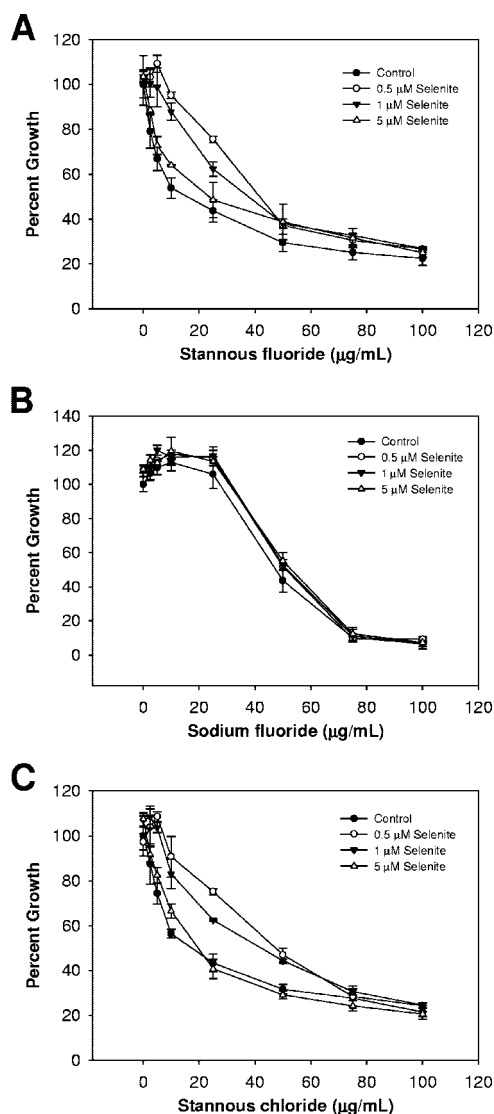 A
120
100
80
60
40
20
0
Percent Growth
Control
0.5 µM Selenite
1 µM Selenite
5 µM Selenite
0 20 40 60 80 100 120
Stannous fluoride (µg/mL)
B
140
120
100
80
60
40
20
0
Percent Growth
Control
0.5 µM Selenite
1 µM Selenite
5 µM Selenite
0 20 40 60 80 100 120
Sodium fluoride (µg/mL)
C
120
100
80
60
40
20
0
Percent Growth
Control
0.5 µM Selenite
1 µM Selenite
5 µM Selenite
0 20 40 60 80 100 120
Stannous chloride (µg/mL)